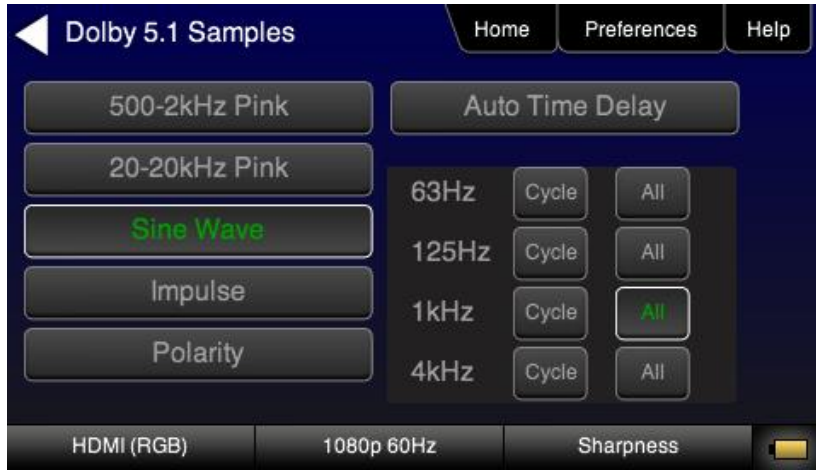 Dolby 5.1 Samples
Home
Preferences
Help
500-2kHz Pink
Auto Time Delay
20-20kHz Pink
Sine Wave
Impulse
Polarity
63Hz Cycle All
125Hz Cycle All
1kHz Cycle All
4kHz Cycle All
HDMI (RGB)
1080p 60Hz
Sharpness